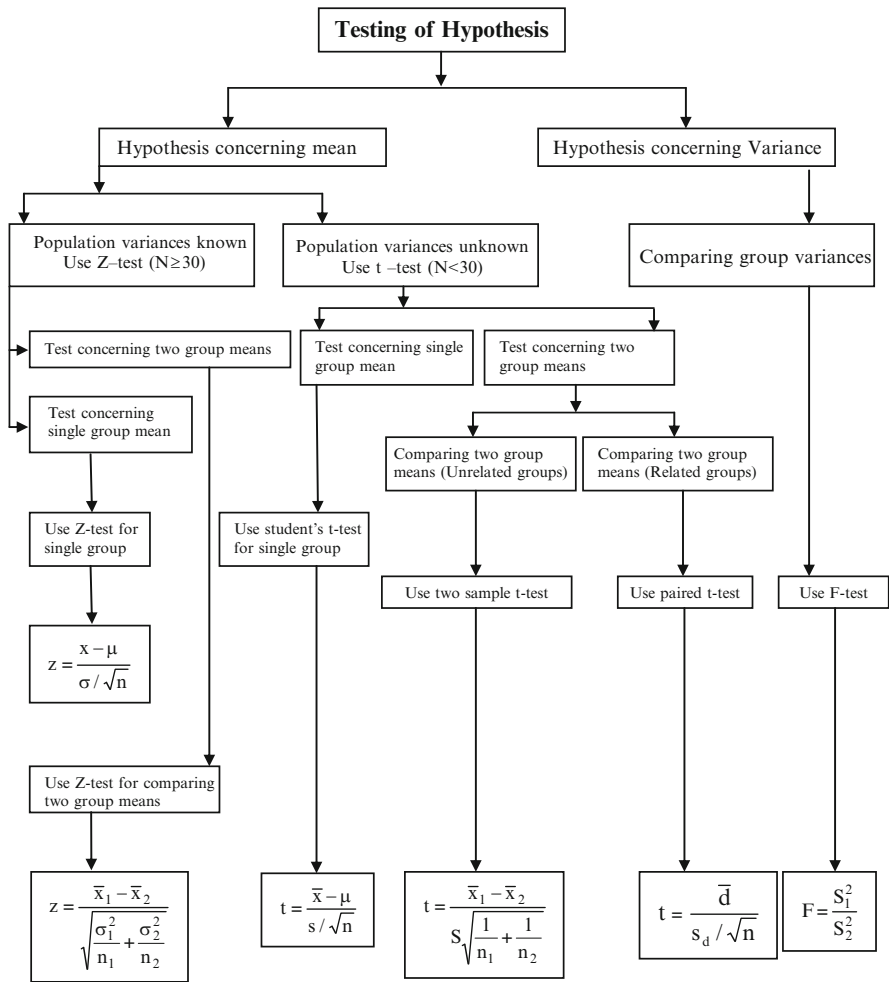 Testing of Hypothesis
Hypothesis concerning mean
Hypothesis concerning Variance
Population variances known
Use Z–test (N≥30)
Population variances unknown
Use t –test (N<30)
Comparing group variances
Test concerning two group means
Test concerning single
group mean
Test concerning two
group means
Test concerning
single group mean
Comparing two group
means (Unrelated groups)
Comparing two group
means (Related groups)
Use Z-test for
single group
Use student's t-test
for single group
Use two sample t-test
Use paired t-test
Use F-test
z = (x – μ) / (σ / √n)
Use Z-test for comparing
two group means
z = (x̄₁ – x̄₂) / √(σ₁²/n₁ + σ₂²/n₂)
t = (x̄ – μ) / (s / √n)
t = (x̄₁ – x̄₂) / (S√(1/n₁ + 1/n₂))
t = d̄ / (s_d / √n)
F = S₁² / S₂²